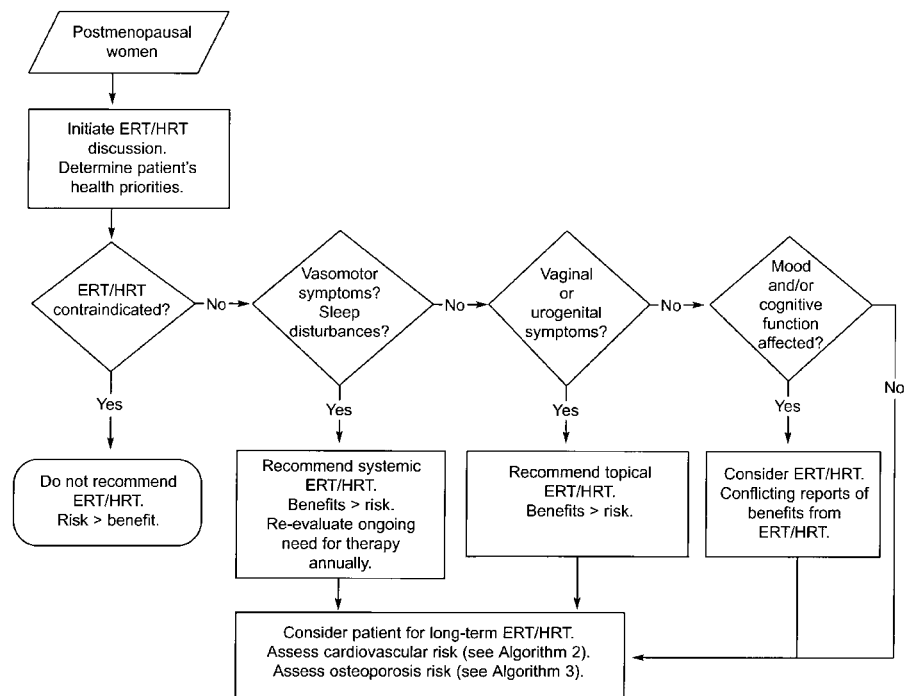 Postmenopausal
women
Initiate ERT/HRT
discussion.
Determine patient's
health priorities.
ERT/HRT
contraindicated?
No
Vasomotor
symptoms?
Sleep
disturbances?
No
Vaginal
or
urogenital
symptoms?
No
Mood
and/or
cognitive
function
affected?
No
Yes
Yes
Yes
Yes
Do not recommend
ERT/HRT.
Risk > benefit.
Recommend systemic
ERT/HRT.
Benefits > risk.
Re-evaluate ongoing
need for therapy
annually.
Recommend topical
ERT/HRT.
Benefits > risk.
Consider ERT/HRT.
Conflicting reports of
benefits from
ERT/HRT.
Consider patient for long-term ERT/HRT.
Assess cardiovascular risk (see Algorithm 2).
Assess osteoporosis risk (see Algorithm 3).